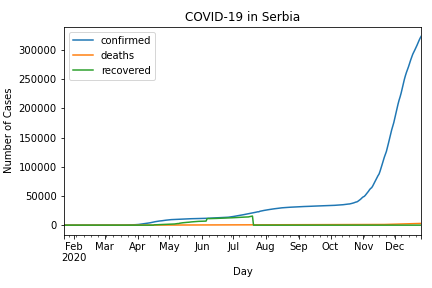 COVID-19 in Serbia
confirmed
deaths
recovered
Number of Cases
300000
250000
200000
150000
100000
50000
0
Feb Mar Apr May Jun Jul Aug Sep Oct Nov Dec
2020
Day